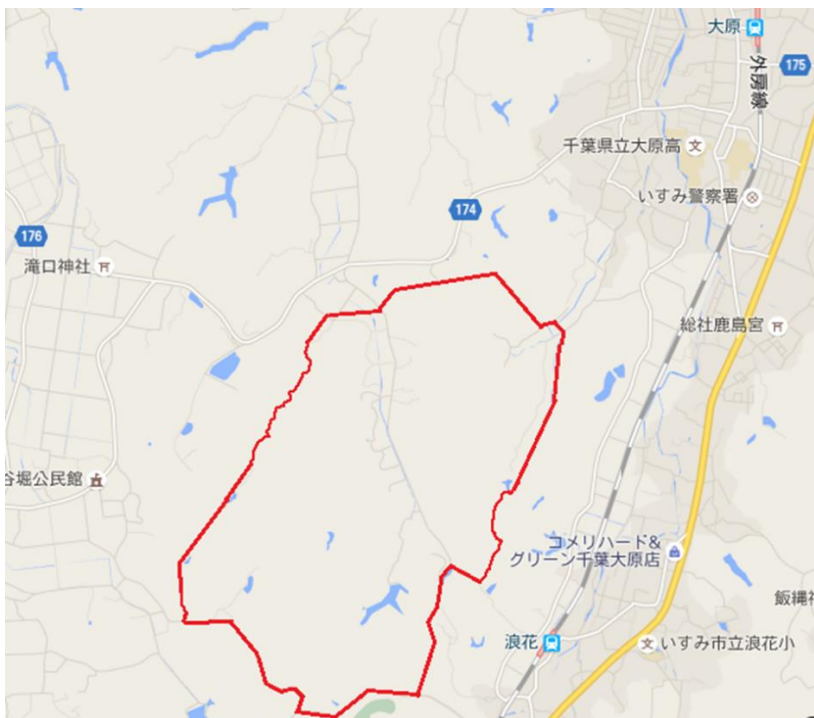 大原
175
外房線
千葉県立大原高
いすみ警察署
174
176
滝口神社
総社鹿島宮
谷堀公民館
コメリハード&
グリーン千葉大原店
飯縄神
浪花
いすみ市立浪花小